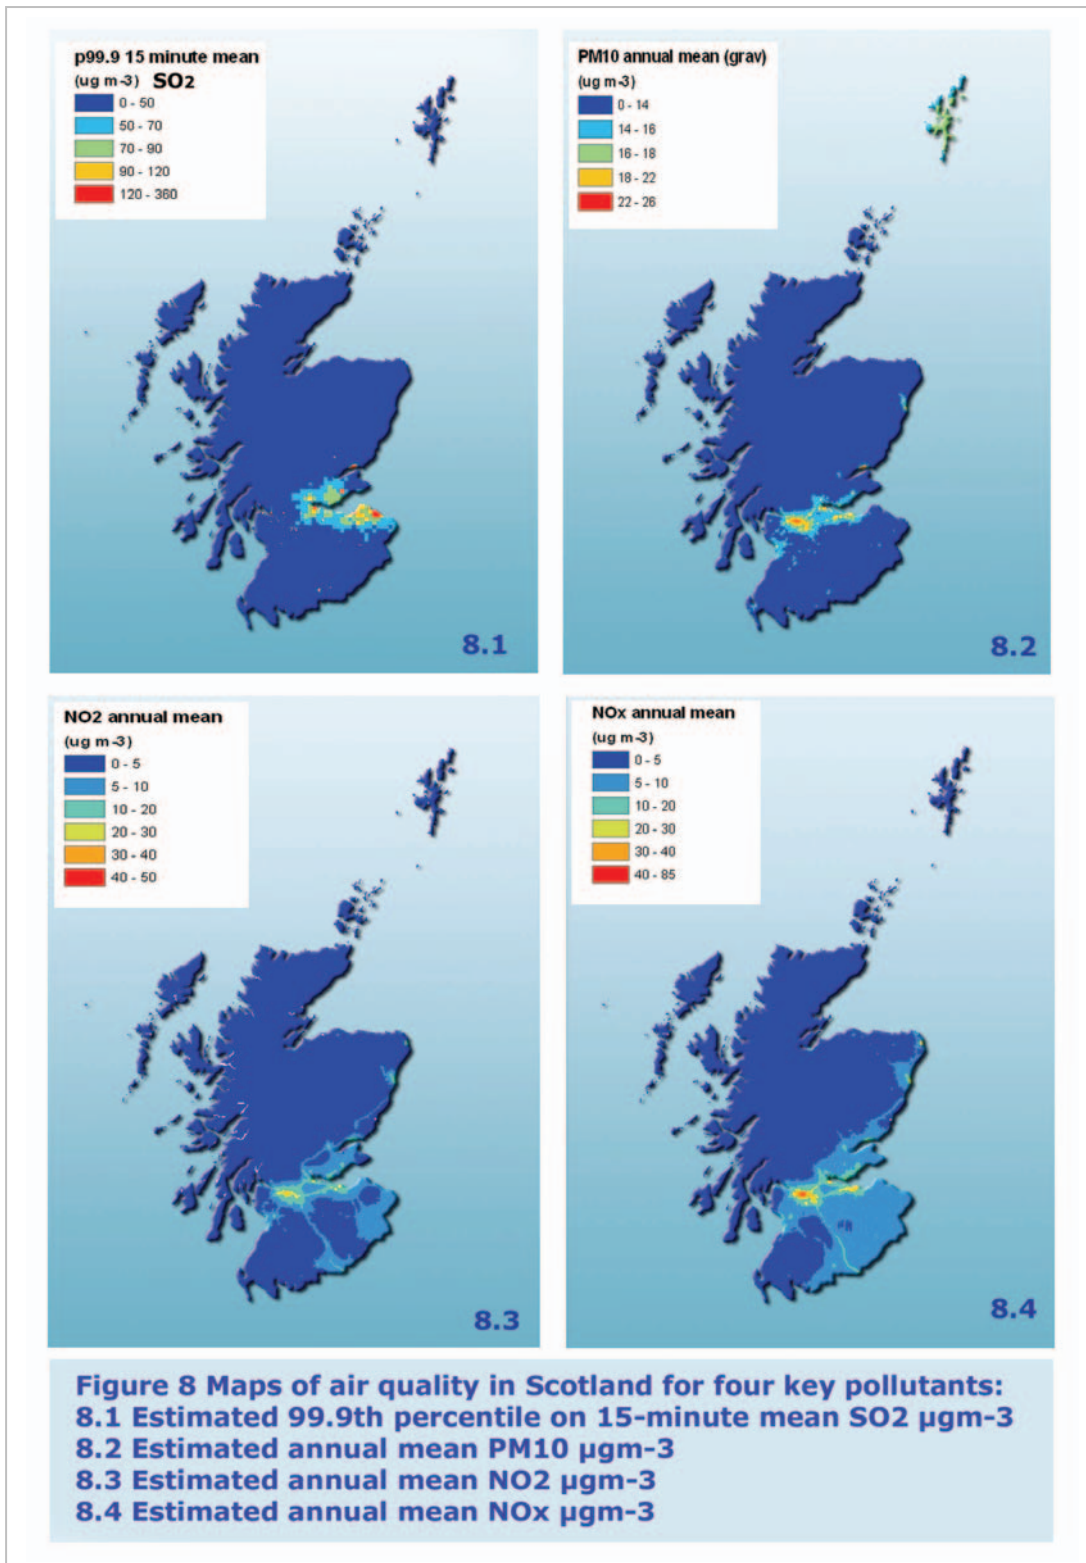 p99.9 15 minute mean
(ug m-3) SO2
0 - 50
50 - 70
70 - 90
90 - 120
120 - 360
8.1
PM10 annual mean (grav)
(ug m-3)
0 - 14
14 - 16
16 - 18
18 - 22
22 - 26
8.2
NO2 annual mean
(ug m-3)
0 - 5
5 - 10
10 - 20
20 - 30
30 - 40
40 - 50
8.3
NOx annual mean
(ug m-3)
0 - 5
5 - 10
10 - 20
20 - 30
30 - 40
40 - 85
8.4
Figure 8 Maps of air quality in Scotland for four key pollutants:
8.1 Estimated 99.9th percentile on 15-minute mean SO2 µgm-3
8.2 Estimated annual mean PM10 µgm-3
8.3 Estimated annual mean NO2 µgm-3
8.4 Estimated annual mean NOx µgm-3